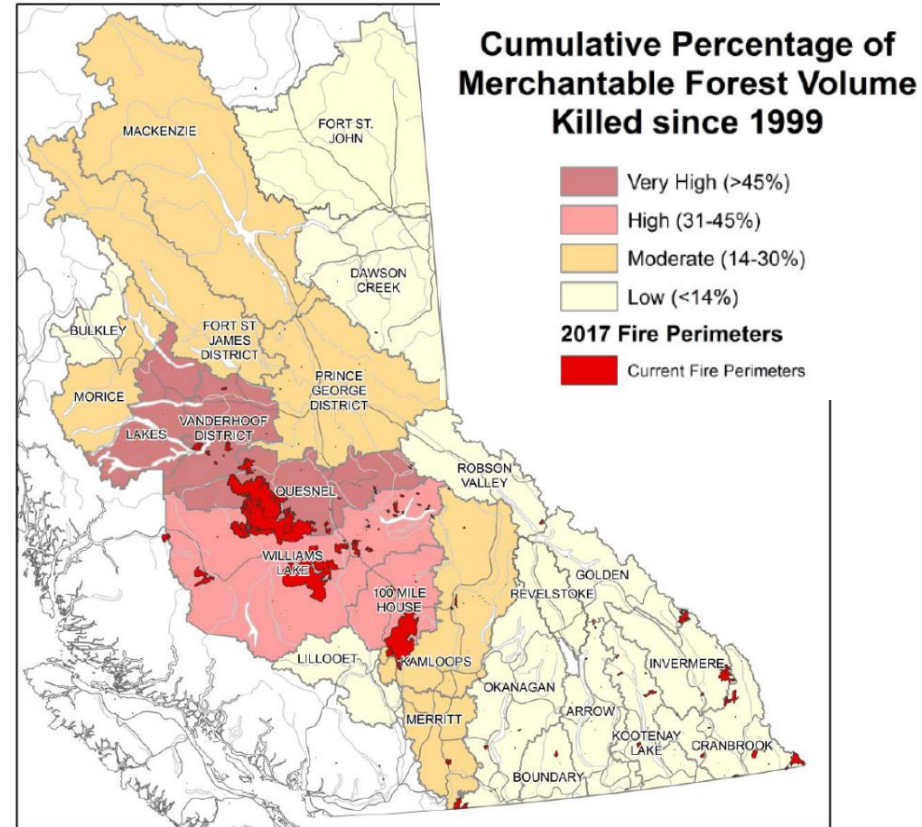 Cumulative Percentage of
Merchantable Forest Volume
Killed since 1999
Very High (>45%)
High (31-45%)
Moderate (14-30%)
Low (<14%)
2017 Fire Perimeters
Current Fire Perimeters
MACKENZIE
FORT ST.
JOHN
DAWSON
CREEK
BULKLEY
FORT ST
JAMES
DISTRICT
PRINCE
GEORGE
DISTRICT
MORICE
VANDERHOOF
DISTRICT
LAKES
ROBSON
VALLEY
QUESNEL
WILLIAMS
LAKE
GOLDEN
REVELSTOKE
100 MILE
HOUSE
LILLOOET
KAMLOOPS
INVERMERE
OKANAGAN
ARROW
MERRITT
KOOTENAY
LAKE
CRANBROOK
BOUNDARY